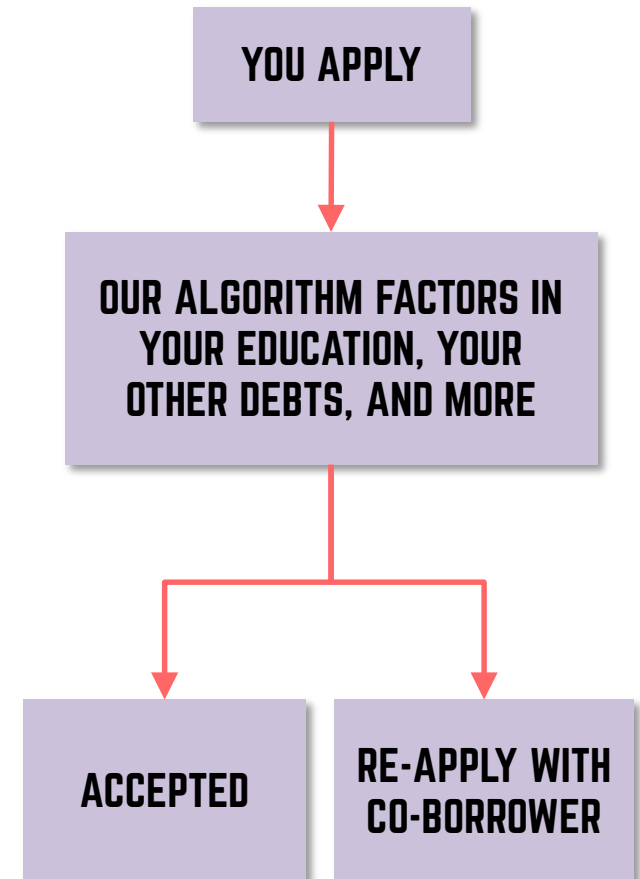 YOU APPLY
OUR ALGORITHM FACTORS IN
YOUR EDUCATION, YOUR
OTHER DEBTS, AND MORE
ACCEPTED
RE-APPLY WITH
CO-BORROWER